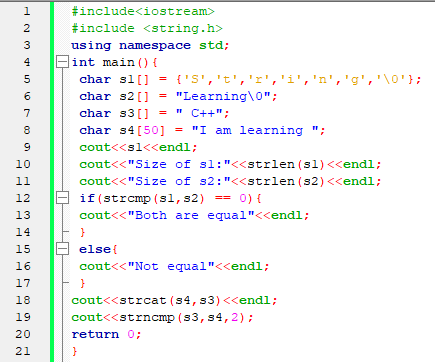 1 #include<iostream>
2 #include <string.h>
3 using namespace std;
4 int main(){
5 char s1[] = {'S','t','r','i','n','g','\0'};
6 char s2[] = "Learning\0";
7 char s3[] = " C++";
8 char s4[50] = "I am learning ";
9 cout<<s1<<endl;
10 cout<<"Size of s1:"<<strlen(s1)<<endl;
11 cout<<"Size of s2:"<<strlen(s2)<<endl;
12 if(strcmp(s1,s2) == 0){
13 cout<<"Both are equal"<<endl;
14 }
15 else{
16 cout<<"Not equal"<<endl;
17 }
18 cout<<strcat(s4,s3)<<endl;
19 cout<<strncmp(s3,s4,2);
20 return 0;
21 }